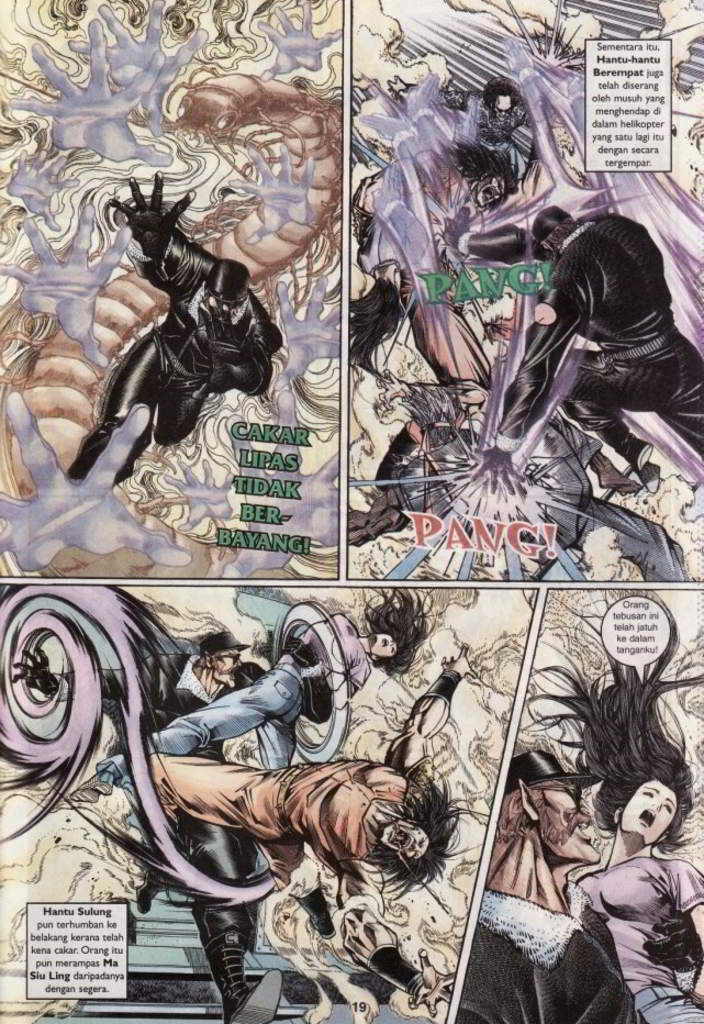 CAKAR
LIPAS
TIDAK
BER-
BAYANG!
Sementara itu,
Hantu-hantu
Berempat juga
telah diserang
oleh musuh yang
menghendap di
dalam helikopter
yang satu lagi itu
dengan secara
tergempar.
PANG!
PANG!
Hantu Sulung
pun terhumban ke
belakang kerana telah
kena cakar. Orang itu
pun merampas Ma
Siu Ling daripadanya
dengan segera.
Orang
tebusan ini
telah jatuh
ke dalam
tanganku!
19